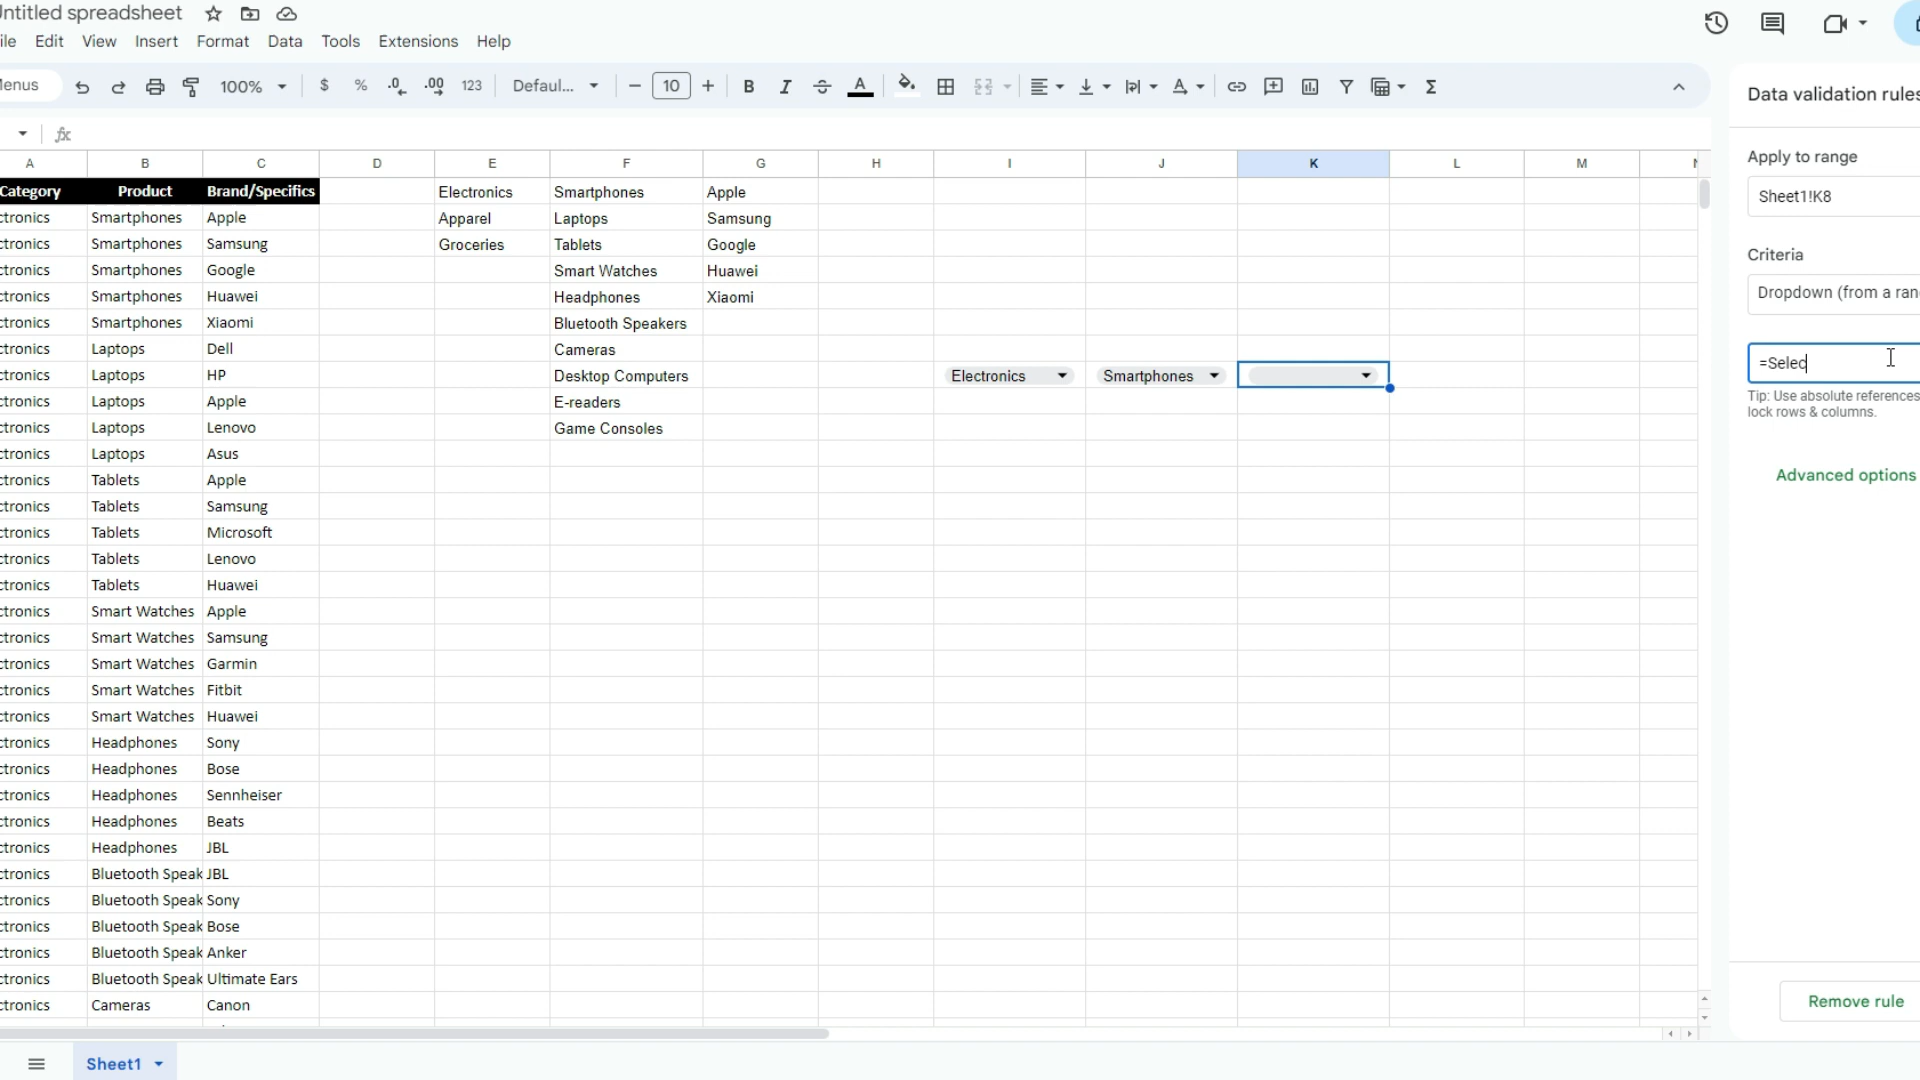 Untitled spreadsheet
File Edit View Insert Format Data Tools Extensions Help
Menus 100% $ % .0 .00 123 Defaul... − 10 + B I A Σ
fx
A B C D E F G H I J K L M N
Category Product Brand/Specifics Electronics Smartphones Apple
ctronics Smartphones Apple Apparel Laptops Samsung
ctronics Smartphones Samsung Groceries Tablets Google
ctronics Smartphones Google Smart Watches Huawei
ctronics Smartphones Huawei Headphones Xiaomi
ctronics Smartphones Xiaomi Bluetooth Speakers
ctronics Laptops Dell Cameras
ctronics Laptops HP Desktop Computers Electronics Smartphones
ctronics Laptops Apple E-readers
ctronics Laptops Lenovo Game Consoles
ctronics Laptops Asus
ctronics Tablets Apple
ctronics Tablets Samsung
ctronics Tablets Microsoft
ctronics Tablets Lenovo
ctronics Tablets Huawei
ctronics Smart Watches Apple
ctronics Smart Watches Samsung
ctronics Smart Watches Garmin
ctronics Smart Watches Fitbit
ctronics Smart Watches Huawei
ctronics Headphones Sony
ctronics Headphones Bose
ctronics Headphones Sennheiser
ctronics Headphones Beats
ctronics Headphones JBL
ctronics Bluetooth Speak JBL
ctronics Bluetooth Speak Sony
ctronics Bluetooth Speak Bose
ctronics Bluetooth Speak Anker
ctronics Bluetooth Speak Ultimate Ears
ctronics Cameras Canon
Sheet1
Data validation rules
Apply to range
Sheet1!K8
Criteria
Dropdown (from a ran
=Selec
Tip: Use absolute references
lock rows & columns.
Advanced options
Remove rule